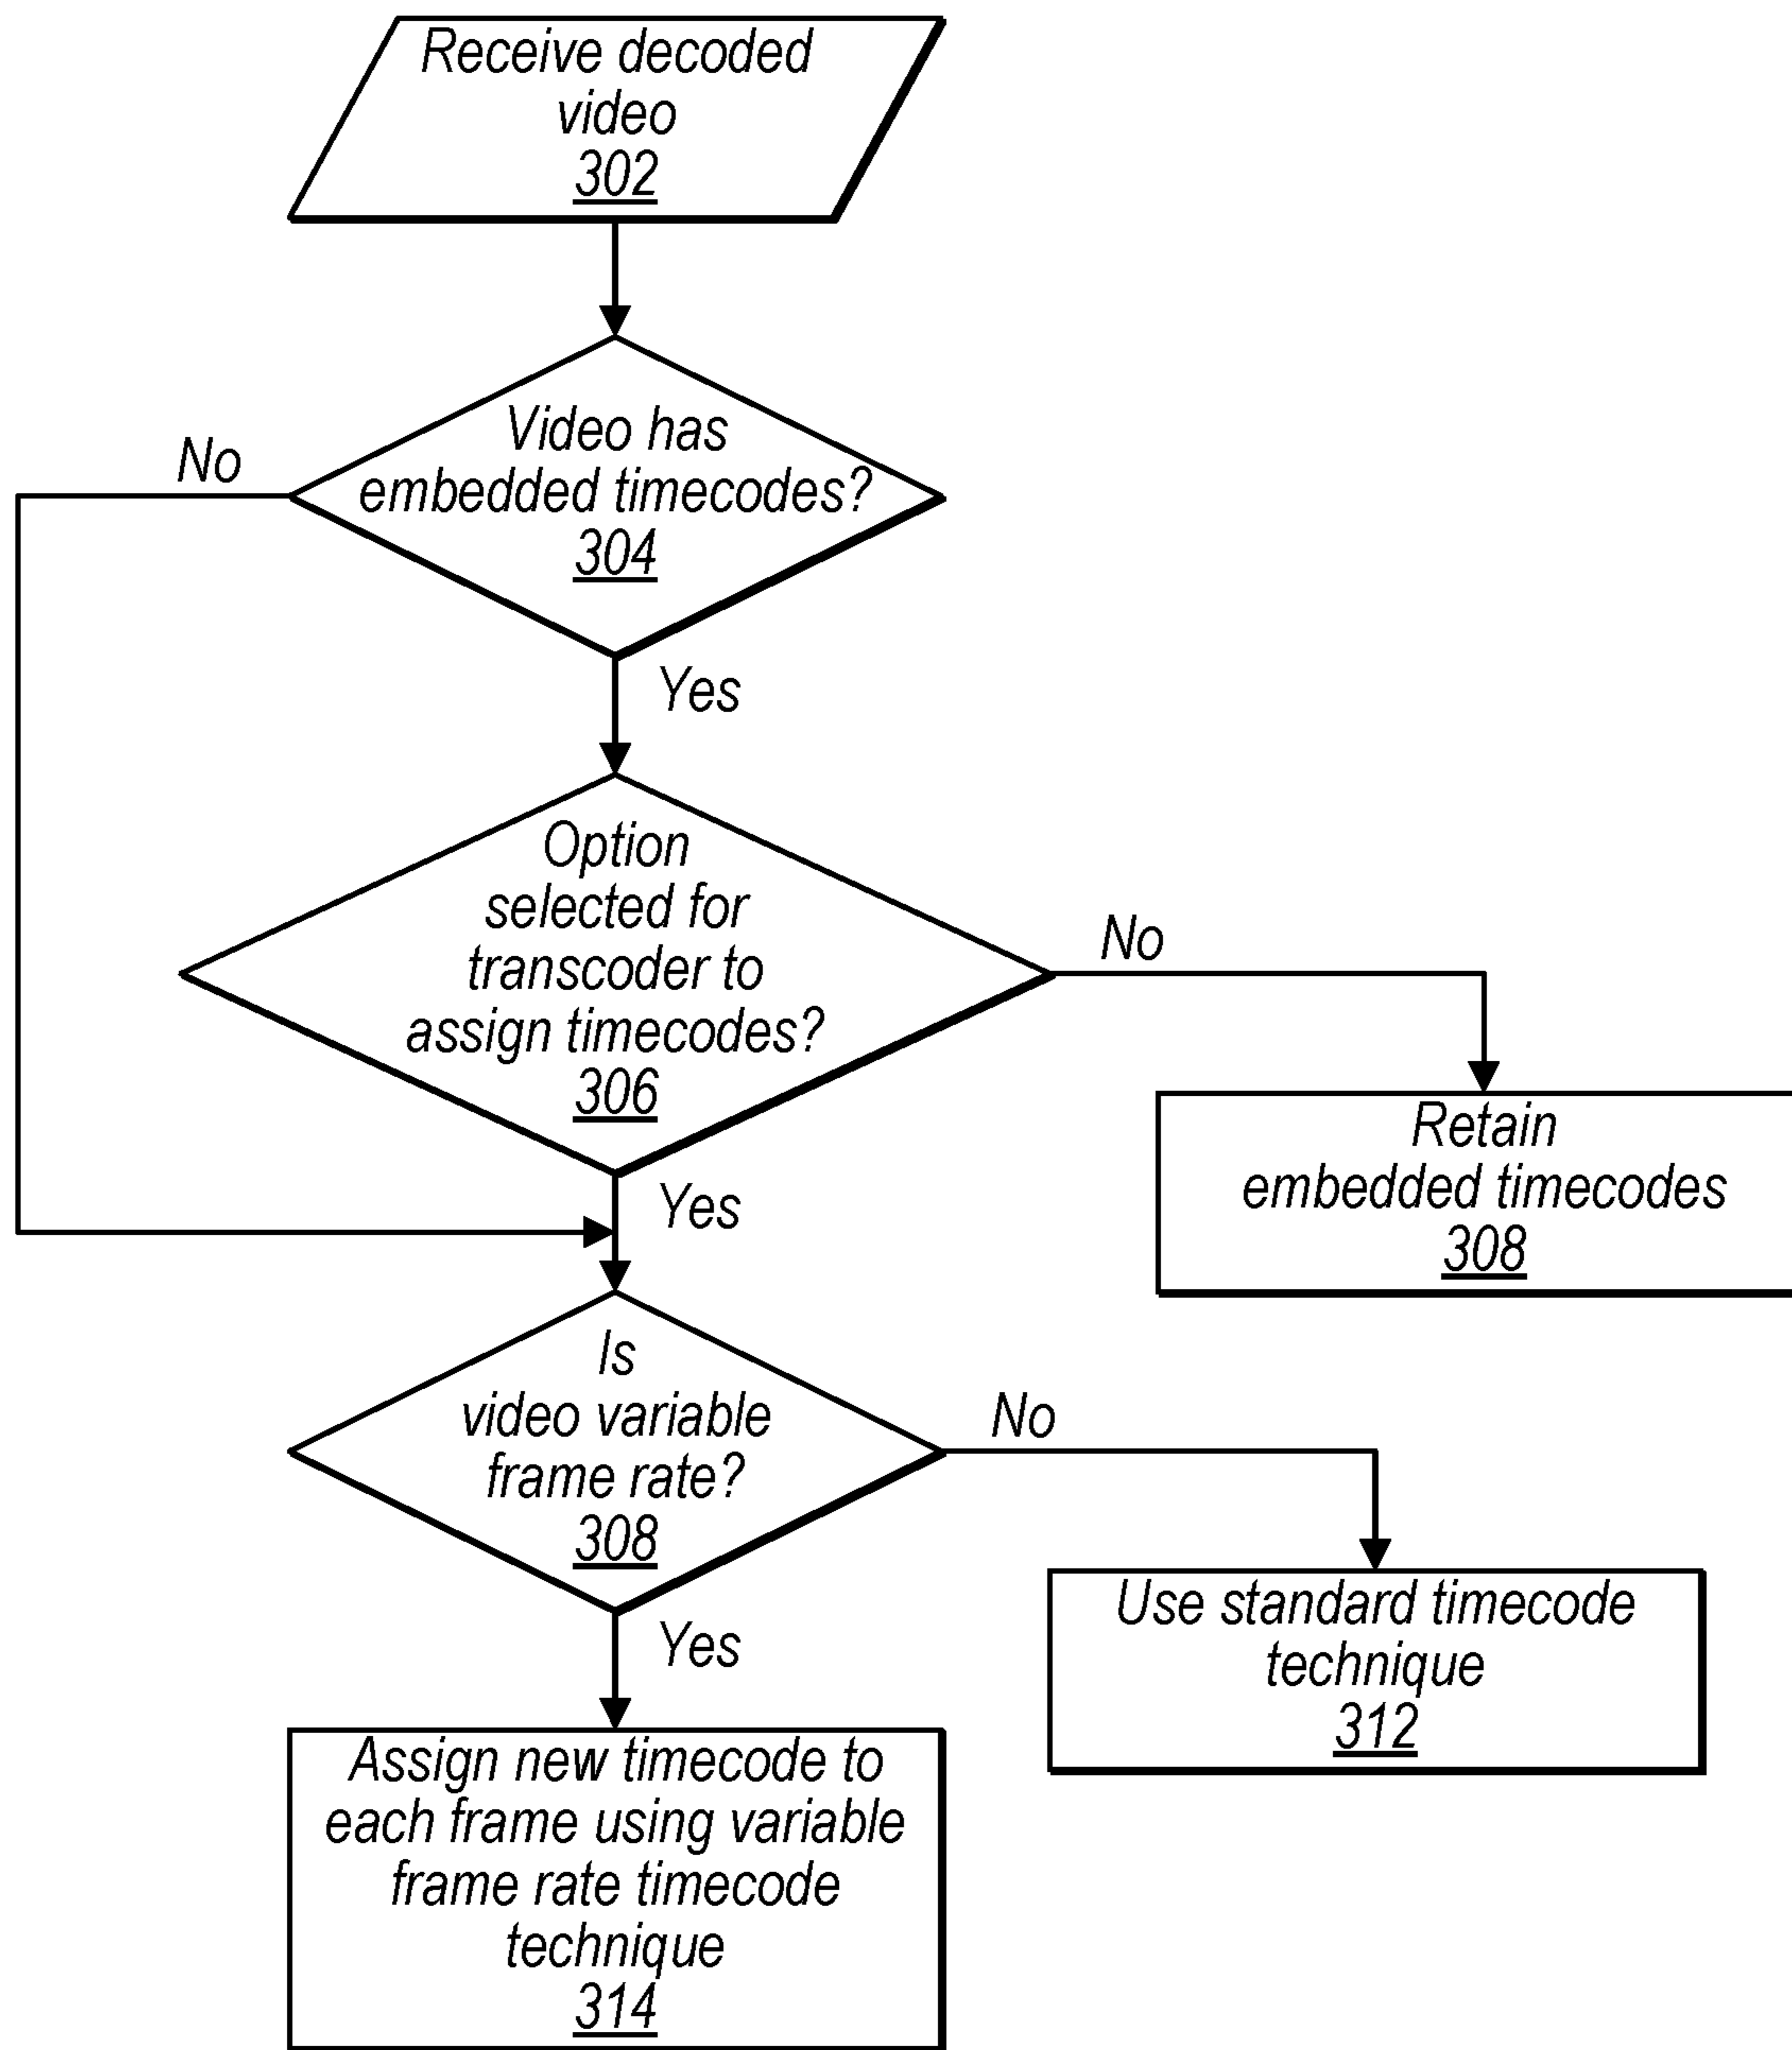 Receive decoded
video
302
Video has
embedded timecodes?
304
No
Yes
Option
selected for
transcoder to
assign timecodes?
306
No
Yes
Retain
embedded timecodes
308
Is
video variable
frame rate?
308
No
Yes
Use standard timecode
technique
312
Assign new timecode to
each frame using variable
frame rate timecode
technique
314